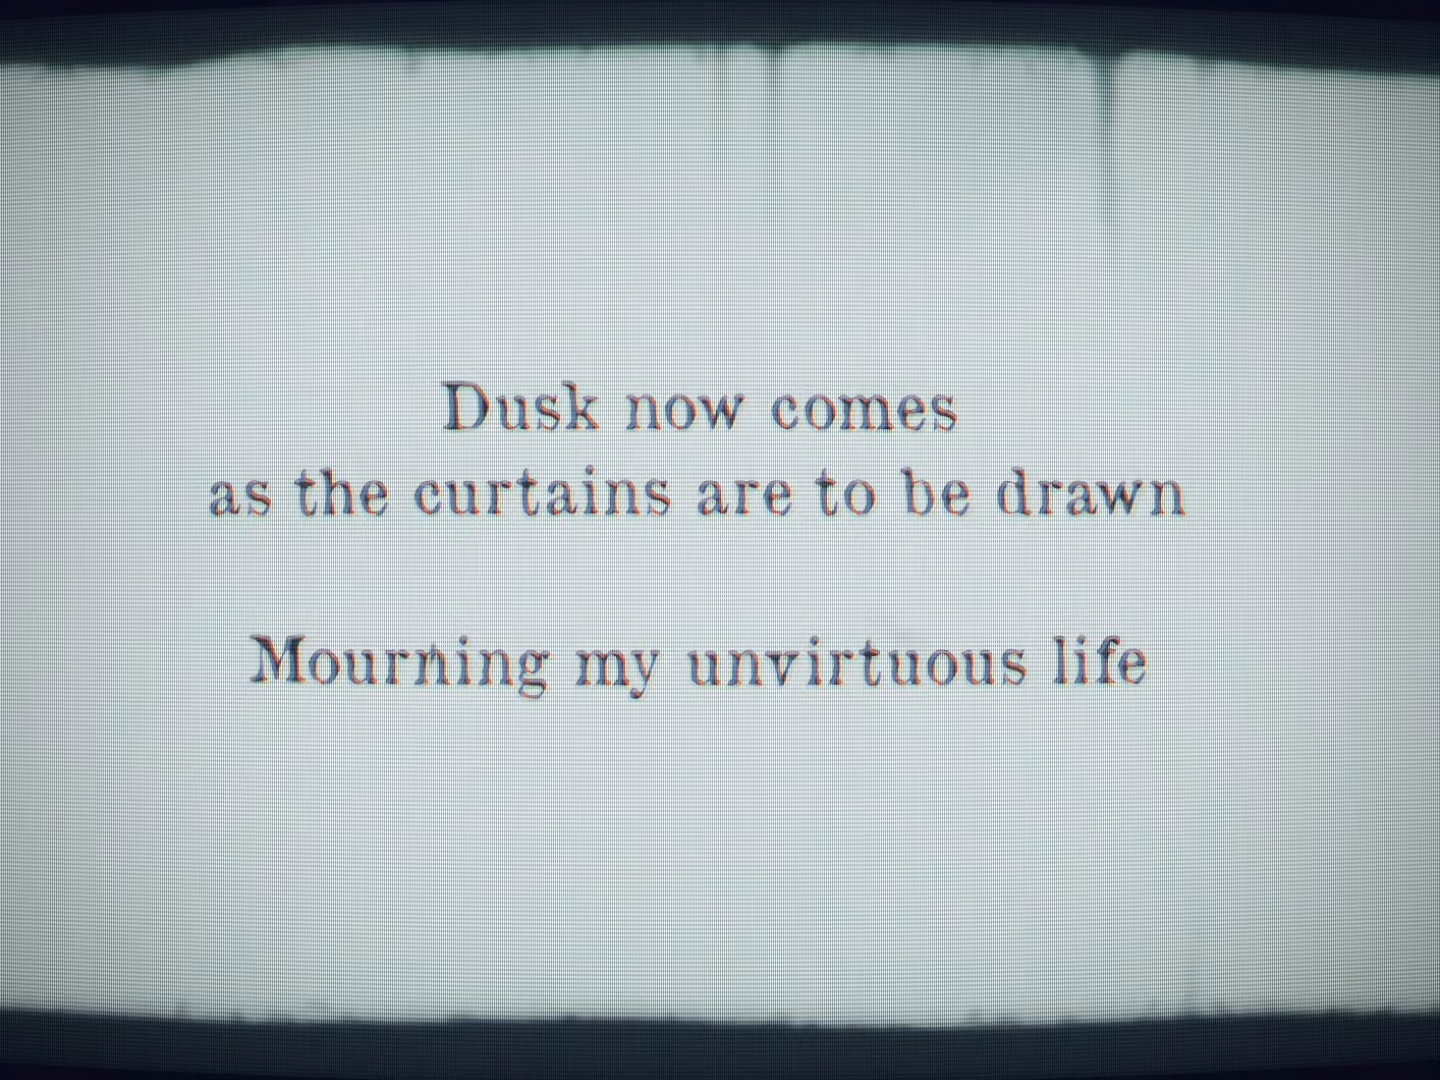 Dusk now comes
as the curtains are to be drawn
Mourning my unvirtuous life